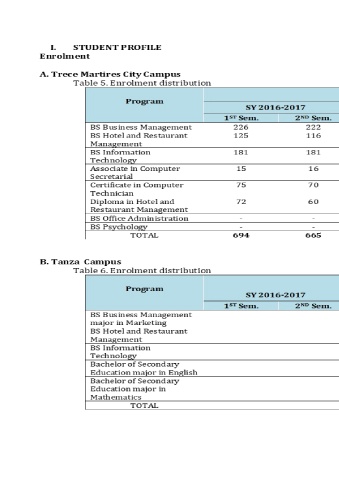 I. STUDENT PROFILE
Enrolment
A. Trece Martires City Campus
Table 5. Enrolment distribution
Program
SY 2016-2017
1ST Sem. 2ND Sem.
BS Business Management 226 222
BS Hotel and Restaurant 125 116
Management
BS Information 181 181
Technology
Associate in Computer 15 16
Secretarial
Certificate in Computer 75 70
Technician
Diploma in Hotel and 72 60
Restaurant Management
BS Office Administration - -
BS Psychology - -
TOTAL 694 665
B. Tanza Campus
Table 6. Enrolment distribution
Program
SY 2016-2017
1ST Sem. 2ND Sem.
BS Business Management
major in Marketing
BS Hotel and Restaurant
Management
BS Information
Technology
Bachelor of Secondary
Education major in English
Bachelor of Secondary
Education major in
Mathematics
TOTAL